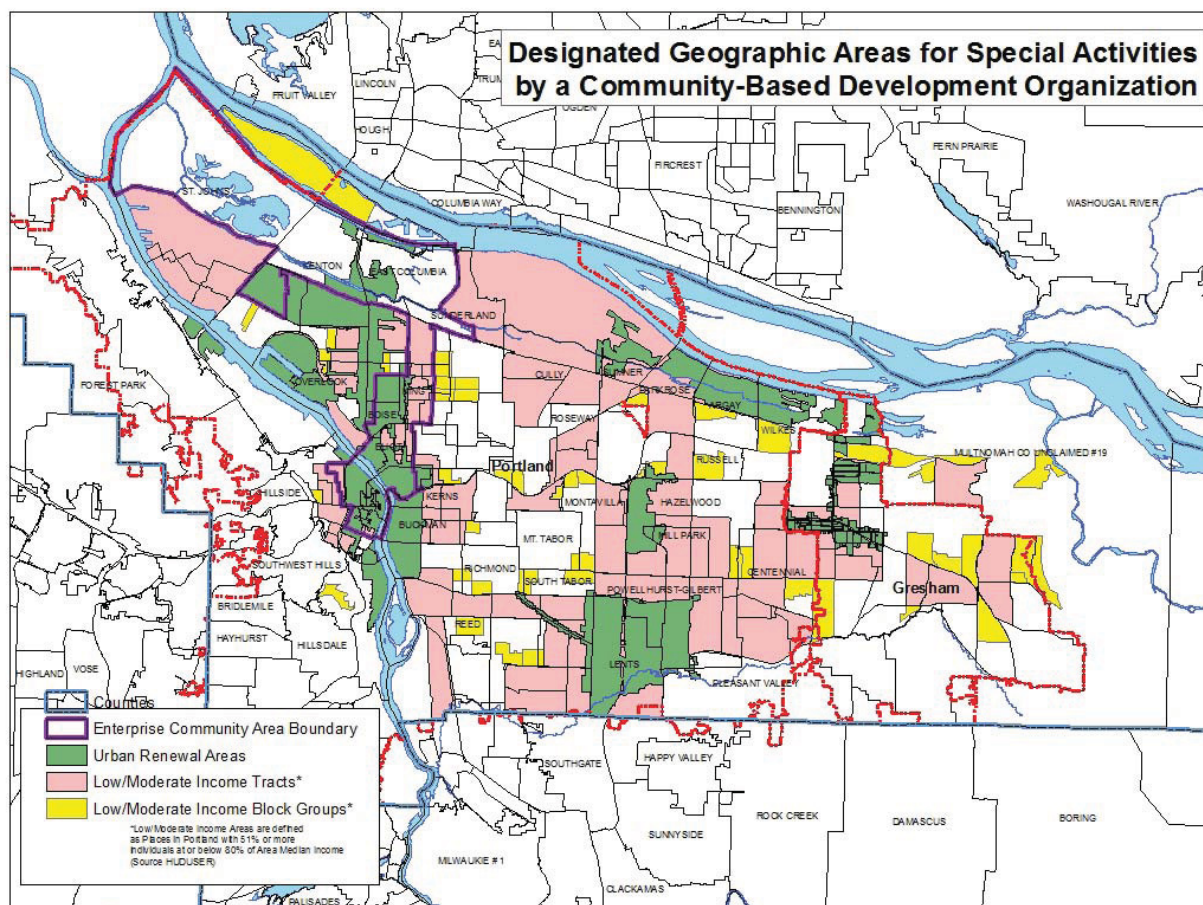 Designated Geographic Areas for Special Activities
by a Community-Based Development Organization
LINCOLN
FRUIT VALLEY
OGDEN
HOUGH
FERN PRAIRIE
FIRCREST
ST. JOHNS
COLUMBIA WAY
BENNINGTON
WASHOUGAL RIVER
KENTON
EAST COLUMBIA
SUNDERLAND
FOREST PARK
OVERLOOK
CULLY
SUMNER
PARKROSE
ARGAY
BOISE
ROSEWAY
WILKES
Portland
RUSSELL
MULTNOMAH CO UNCLAIMED #19
HILLSIDE
KERNS
MONTAVILLA
HAZELWOOD
BUCKMAN
MT. TABOR
MILL PARK
SOUTHWEST HILLS
RICHMOND
SOUTH TABOR
CENTENNIAL
POWELLHURST-GILBERT
Gresham
BRIDLEMILE
REED
HAYHURST
HILLSDALE
HIGHLAND
VOSE
LENTS
PLEASANT VALLEY
Counties
Enterprise Community Area Boundary
Urban Renewal Areas
Low/Moderate Income Tracts*
Low/Moderate Income Block Groups*
*Low/Moderate Income Areas are defined
as Places in Portland with 51% or more
individuals at or below 80% of Area Median Income
(Source HUDUSER)
SOUTHGATE
HAPPY VALLEY
SUNNYSIDE
ROCK CREEK
DAMASCUS
BORING
MILWAUKIE #1
CLACKAMAS
PALISADES